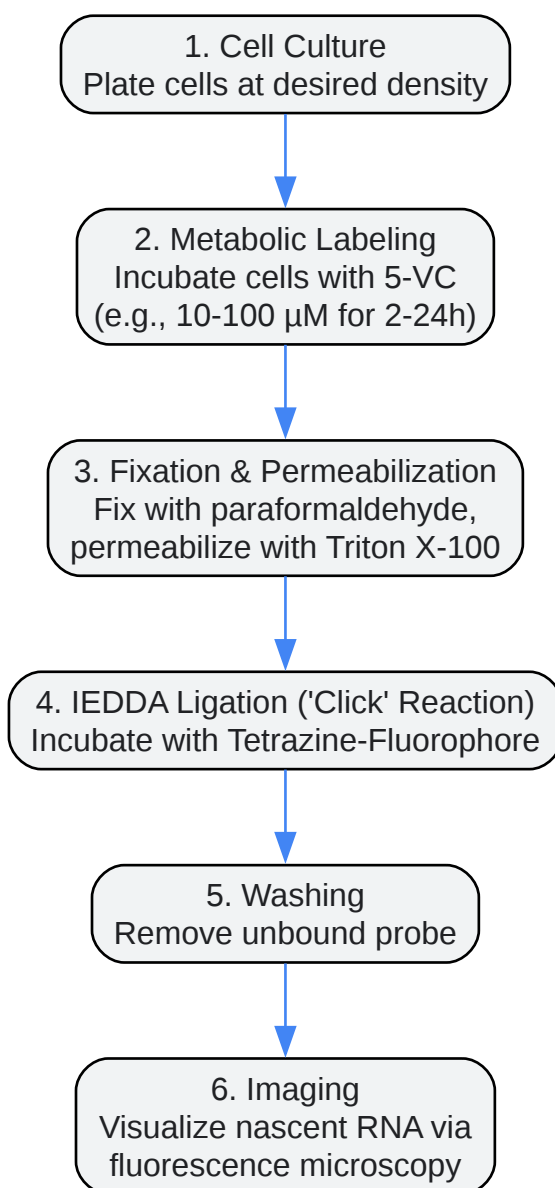 1. Cell Culture
Plate cells at desired density
2. Metabolic Labeling
Incubate cells with 5-VC
(e.g., 10-100 µM for 2-24h)
3. Fixation & Permeabilization
Fix with paraformaldehyde,
permeabilize with Triton X-100
4. IEDDA Ligation ('Click' Reaction)
Incubate with Tetrazine-Fluorophore
5. Washing
Remove unbound probe
6. Imaging
Visualize nascent RNA via
fluorescence microscopy